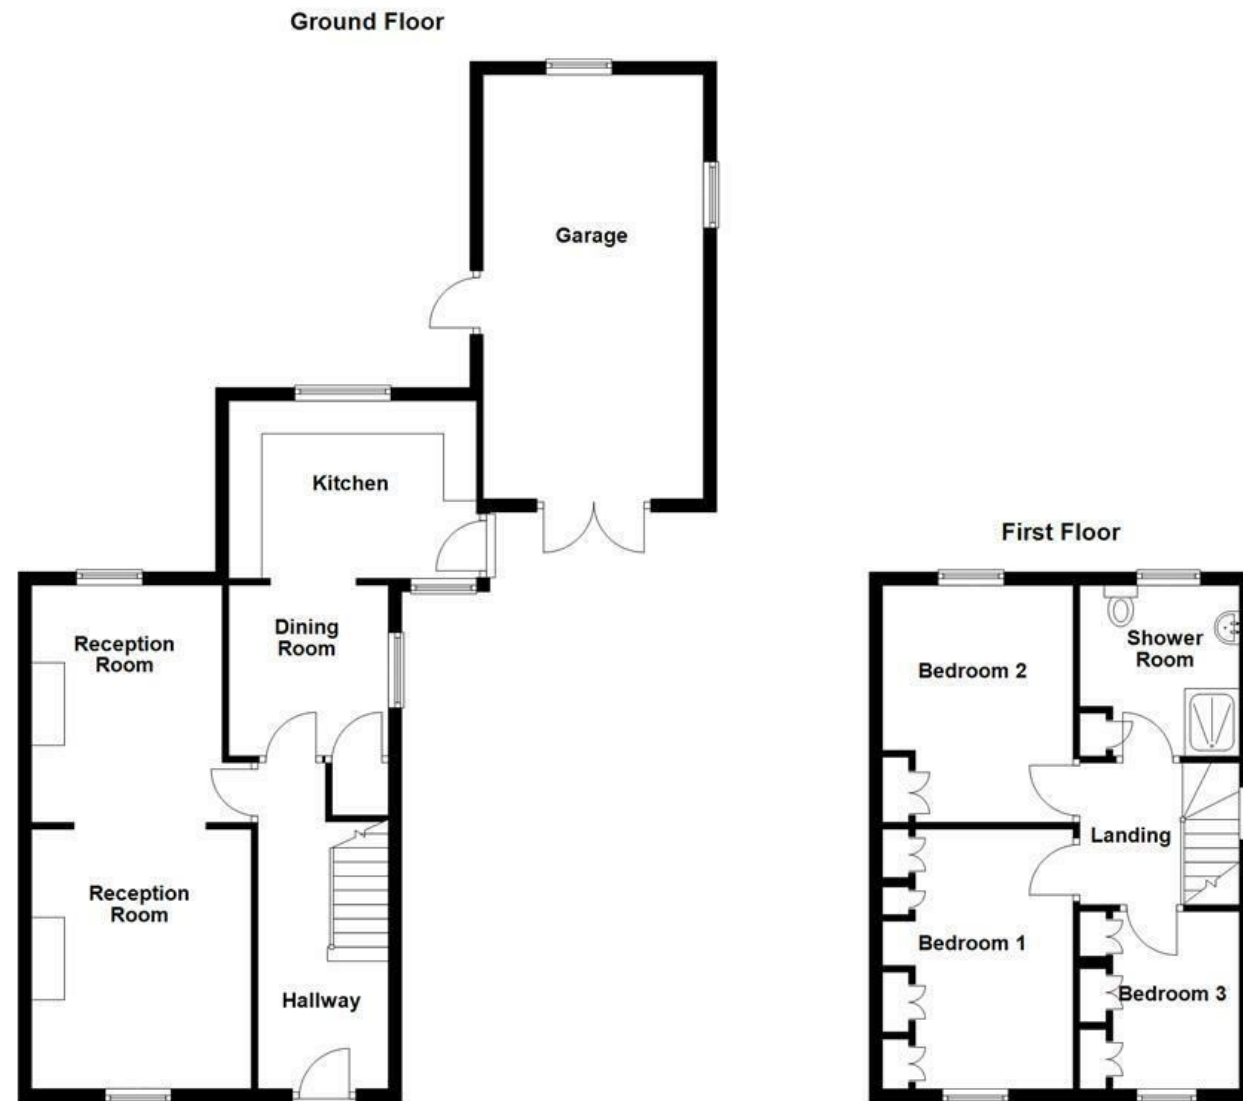 Ground Floor
Garage
Kitchen
Dining
Room
Reception
Room
Reception
Room
Hallway
First Floor
Shower
Room
Bedroom 2
Landing
Bedroom 1
Bedroom 3